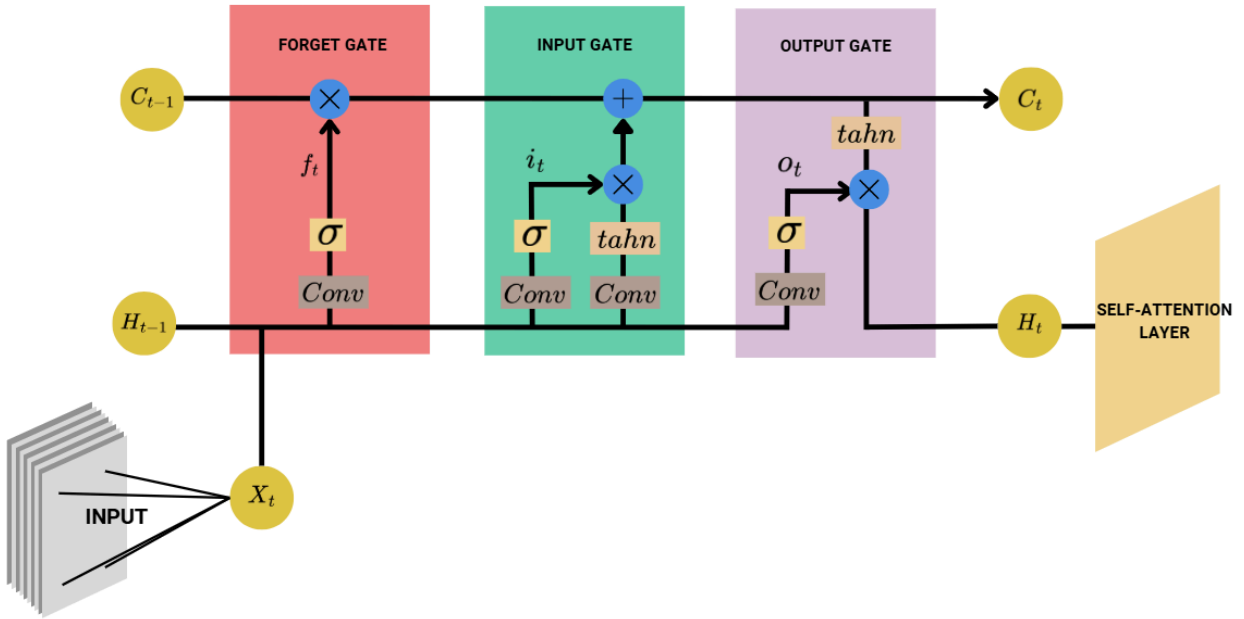 FORGET GATE
INPUT GATE
OUTPUT GATE
C_{t-1}
×
+
C_t
tahn
f_t
i_t
×
o_t
×
σ
σ
tahn
σ
Conv
Conv
Conv
Conv
H_{t-1}
H_t
SELF-ATTENTION
LAYER
X_t
INPUT